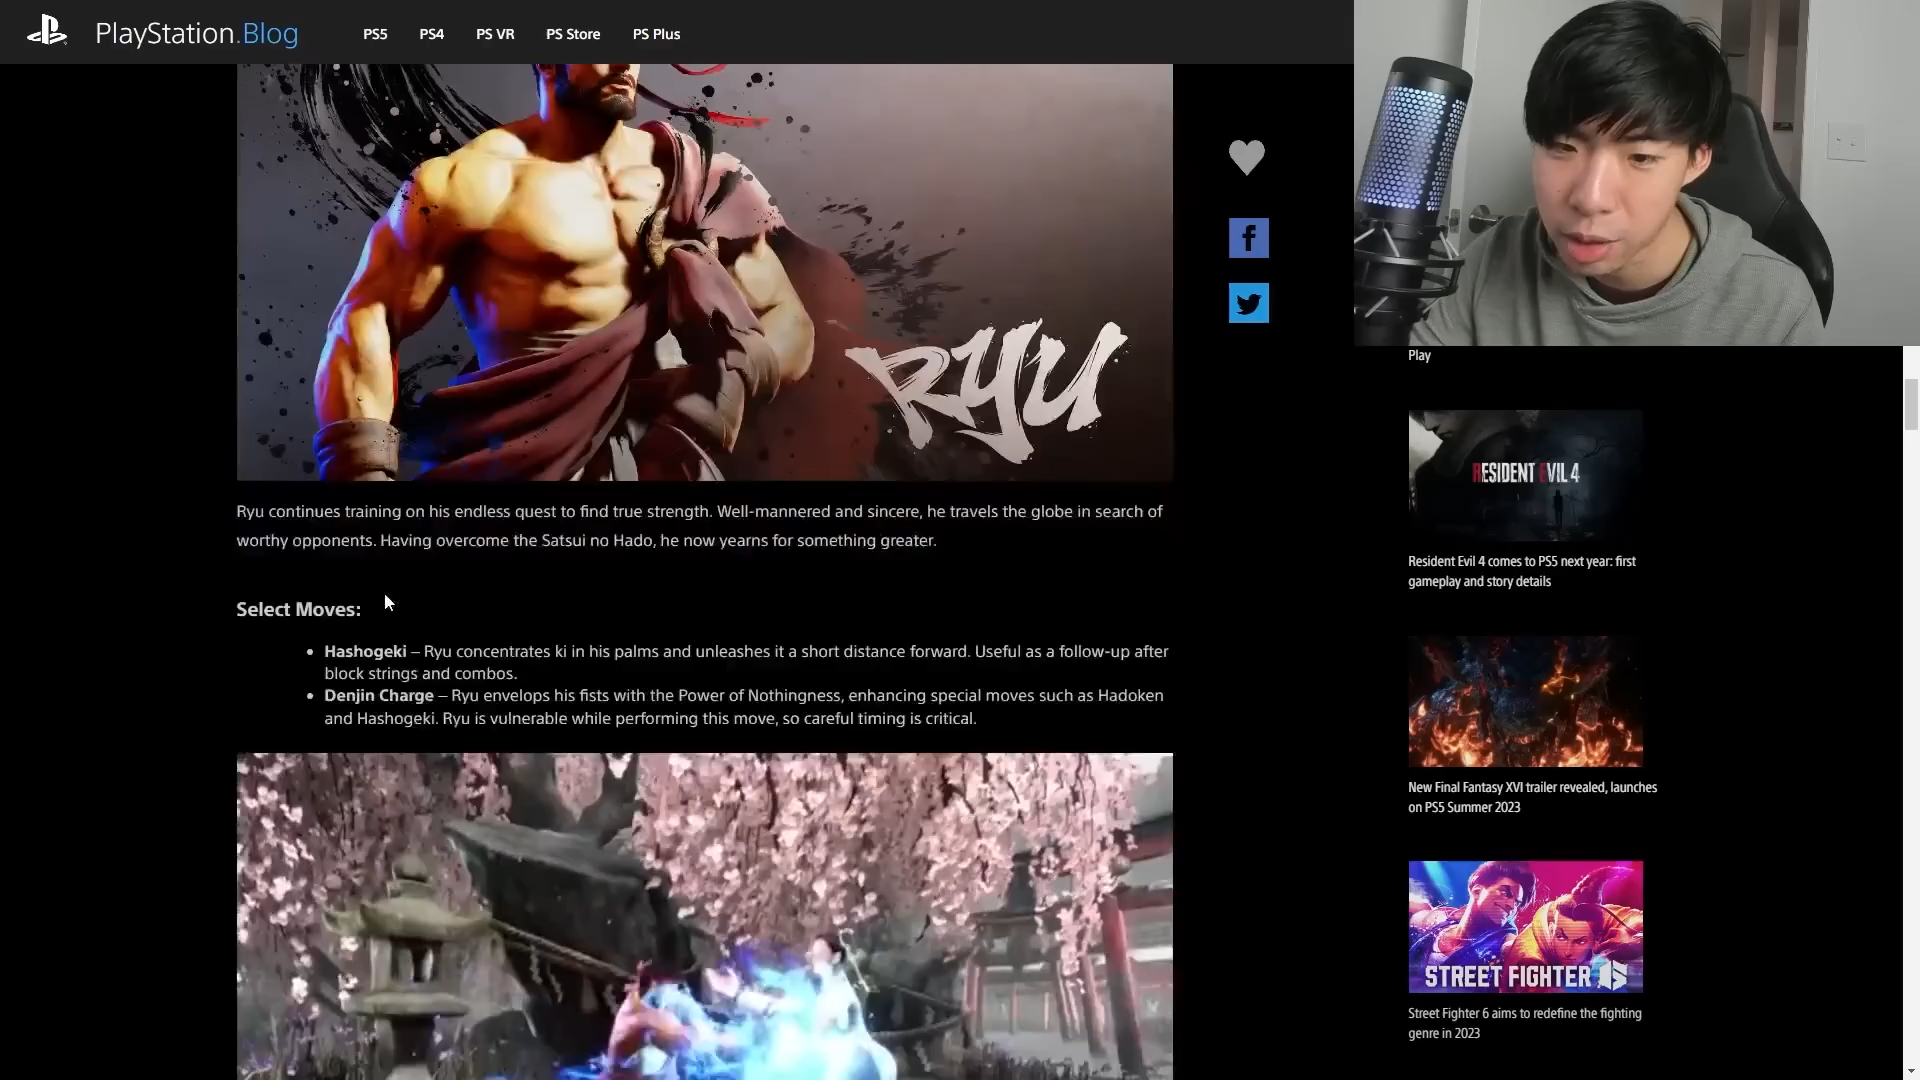 PlayStation.Blog
PS5 PS4 PS VR PS Store PS Plus
RYU
Ryu continues training on his endless quest to find true strength. Well-mannered and sincere, he travels the globe in search of
worthy opponents. Having overcome the Satsui no Hado, he now yearns for something greater.
Select Moves:
• Hashogeki – Ryu concentrates ki in his palms and unleashes it a short distance forward. Useful as a follow-up after
block strings and combos.
• Denjin Charge – Ryu envelops his fists with the Power of Nothingness, enhancing special moves such as Hadoken
and Hashogeki. Ryu is vulnerable while performing this move, so careful timing is critical.
Play
RESIDENT EVIL 4
Resident Evil 4 comes to PS5 next year: first
gameplay and story details
New Final Fantasy XVI trailer revealed, launches
on PS5 Summer 2023
STREET FIGHTER 6
Street Fighter 6 aims to redefine the fighting
genre in 2023